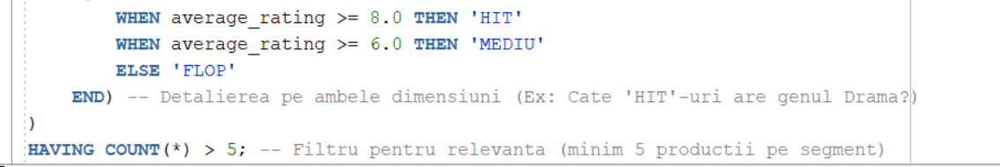 WHEN average_rating >= 8.0 THEN 'HIT'
WHEN average_rating >= 6.0 THEN 'MEDIU'
ELSE 'FLOP'
END) -- Detalierea pe ambele dimensiuni (Ex: Cate 'HIT'-uri are genul Drama?)
)
HAVING COUNT(*) > 5; -- Filtru pentru relevanta (minim 5 productii pe segment)